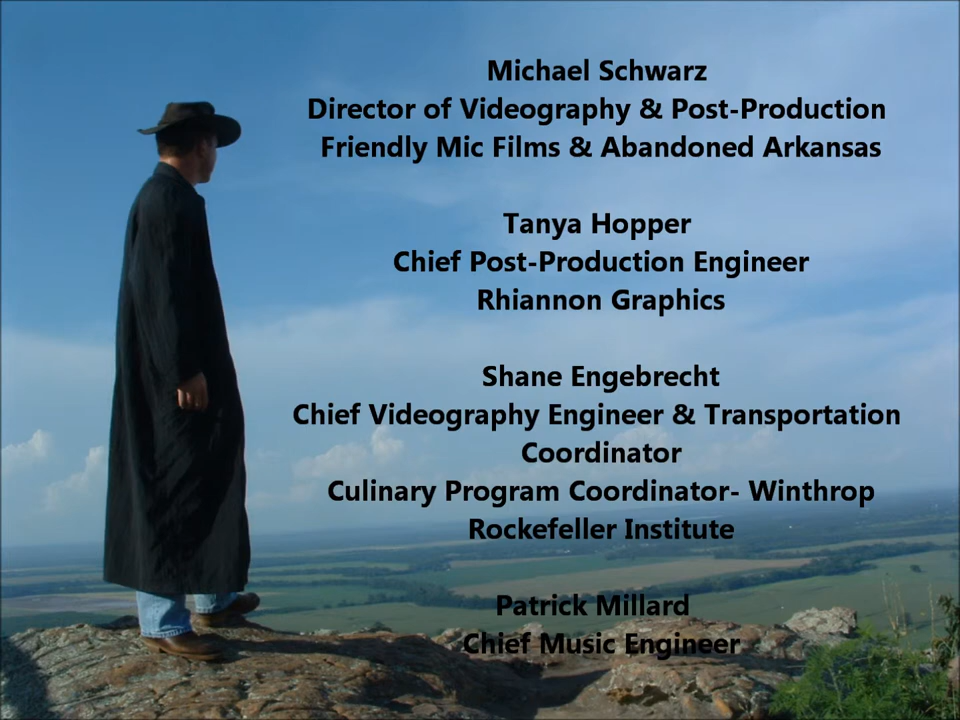 Michael Schwarz
Director of Videography & Post-Production
Friendly Mic Films & Abandoned Arkansas
Tanya Hopper
Chief Post-Production Engineer
Rhiannon Graphics
Shane Engebrecht
Chief Videography Engineer & Transportation
Coordinator
Culinary Program Coordinator- Winthrop
Rockefeller Institute
Patrick Millard
Chief Music Engineer